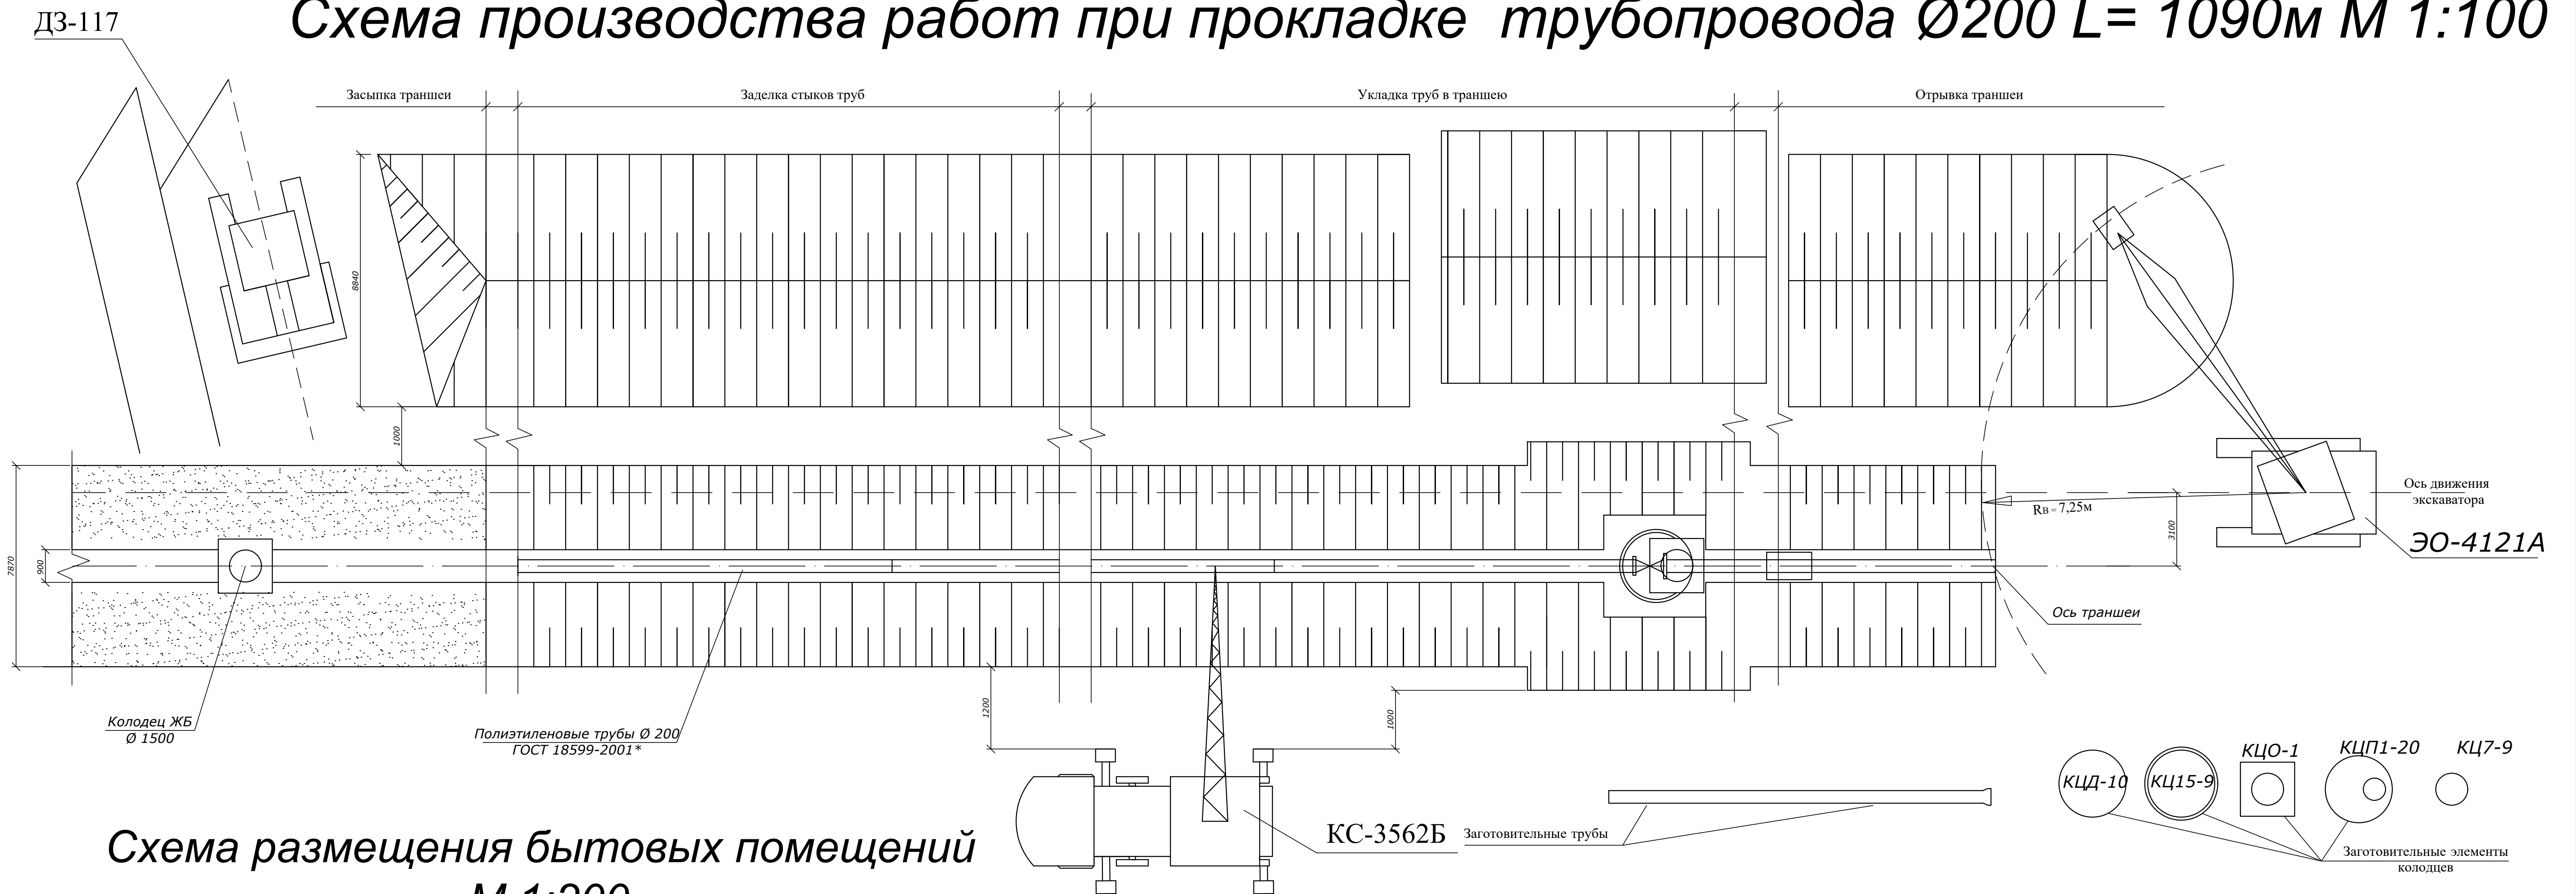 Схема производства работ при прокладке трубопровода Ø200 L= 1090м М 1:100
ДЗ-117
Засыпка траншеи
Заделка стыков труб
Укладка труб в траншею
Отрывка траншеи
8840
1000
7870
900
Rв = 7,25м
3100
Ось движения
экскаватора
ЭО-4121А
Ось траншеи
Колодец ЖБ
Ø 1500
Полиэтиленовые трубы Ø 200
ГОСТ 18599-2001*
1200
1000
КС-3562Б
Заготовительные трубы
КЦД-10
КЦ15-9
КЦО-1
КЦП1-20
КЦ7-9
Заготовительные элементы
колодцев
Схема размещения бытовых помещений
М 1:200